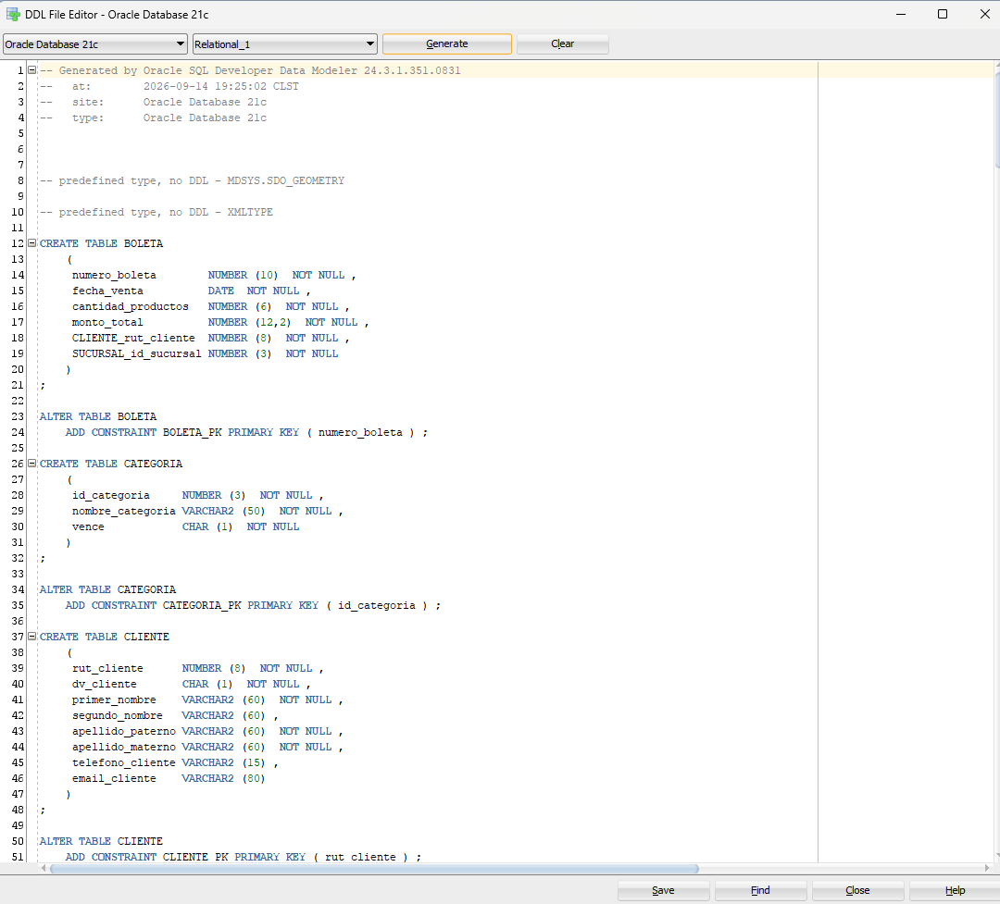 DDL File Editor - Oracle Database 21c
Oracle Database 21c Relational_1 Generate Clear
1 -- Generated by Oracle SQL Developer Data Modeler 24.3.1.351.0831
2 --   at:        2026-09-14 19:25:02 CLST
3 --   site:      Oracle Database 21c
4 --   type:      Oracle Database 21c
5
6
7
8 -- predefined type, no DDL - MDSYS.SDO_GEOMETRY
9
10 -- predefined type, no DDL - XMLTYPE
11
12 CREATE TABLE BOLETA
13     (
14      numero_boleta        NUMBER (10)  NOT NULL ,
15      fecha_venta          DATE  NOT NULL ,
16      cantidad_productos   NUMBER (6)  NOT NULL ,
17      monto_total          NUMBER (12,2)  NOT NULL ,
18      CLIENTE_rut_cliente  NUMBER (8)  NOT NULL ,
19      SUCURSAL_id_sucursal NUMBER (3)  NOT NULL
20     )
21 ;
22
23 ALTER TABLE BOLETA
24     ADD CONSTRAINT BOLETA_PK PRIMARY KEY ( numero_boleta ) ;
25
26 CREATE TABLE CATEGORIA
27     (
28      id_categoria     NUMBER (3)  NOT NULL ,
29      nombre_categoria VARCHAR2 (50)  NOT NULL ,
30      vence            CHAR (1)  NOT NULL
31     )
32 ;
33
34 ALTER TABLE CATEGORIA
35     ADD CONSTRAINT CATEGORIA_PK PRIMARY KEY ( id_categoria ) ;
36
37 CREATE TABLE CLIENTE
38     (
39      rut_cliente      NUMBER (8)  NOT NULL ,
40      dv_cliente       CHAR (1)  NOT NULL ,
41      primer_nombre    VARCHAR2 (60)  NOT NULL ,
42      segundo_nombre   VARCHAR2 (60) ,
43      apellido_paterno VARCHAR2 (60)  NOT NULL ,
44      apellido_materno VARCHAR2 (60)  NOT NULL ,
45      telefono_cliente VARCHAR2 (15) ,
46      email_cliente    VARCHAR2 (80)
47     )
48 ;
49
50 ALTER TABLE CLIENTE
51     ADD CONSTRAINT CLIENTE_PK PRIMARY KEY ( rut_cliente ) ;
Save Find Close Help